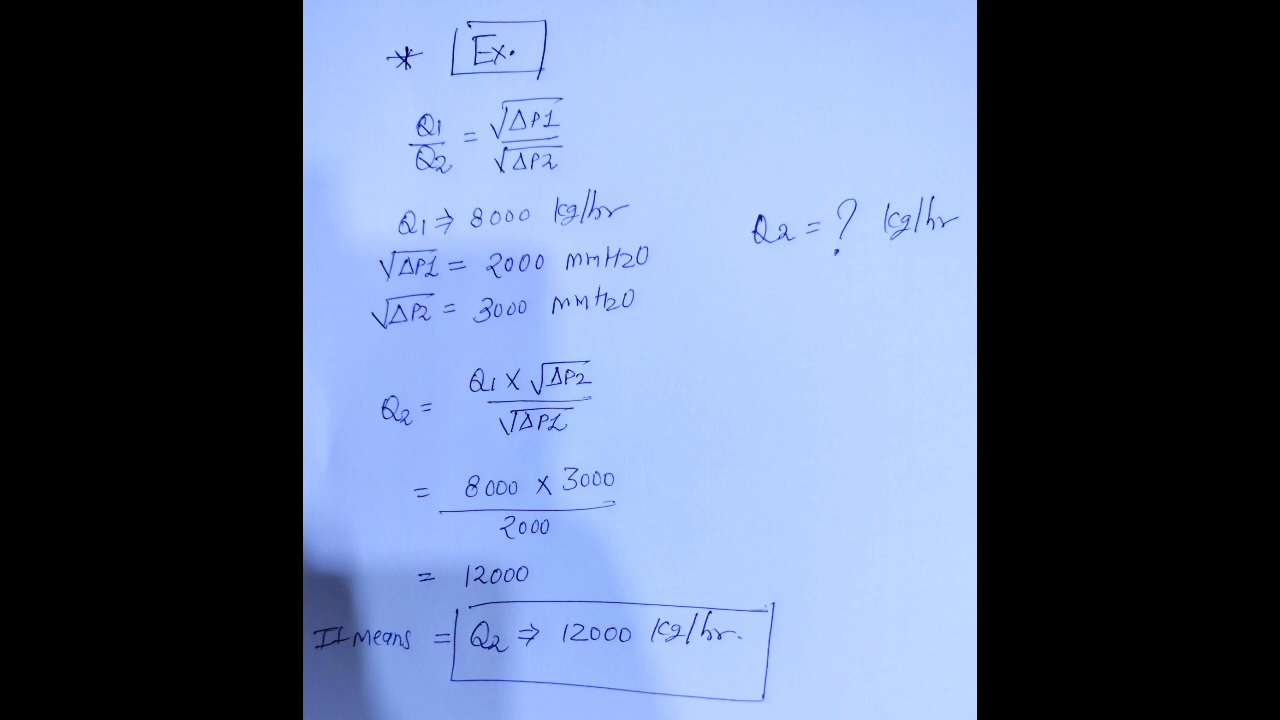 * Ex.
Q1/Q2 = √ΔP1/√ΔP2
Q1 ⇒ 8000 kg/hr
Q2 = ? kg/hr
√ΔP1 = 2000 mmH2O
√ΔP2 = 3000 mmH2O
Q2 = Q1 X √ΔP2 / √ΔP1
= 8000 X 3000 / 2000
= 12000
It Means = Q2 ⇒ 12000 kg/hr.